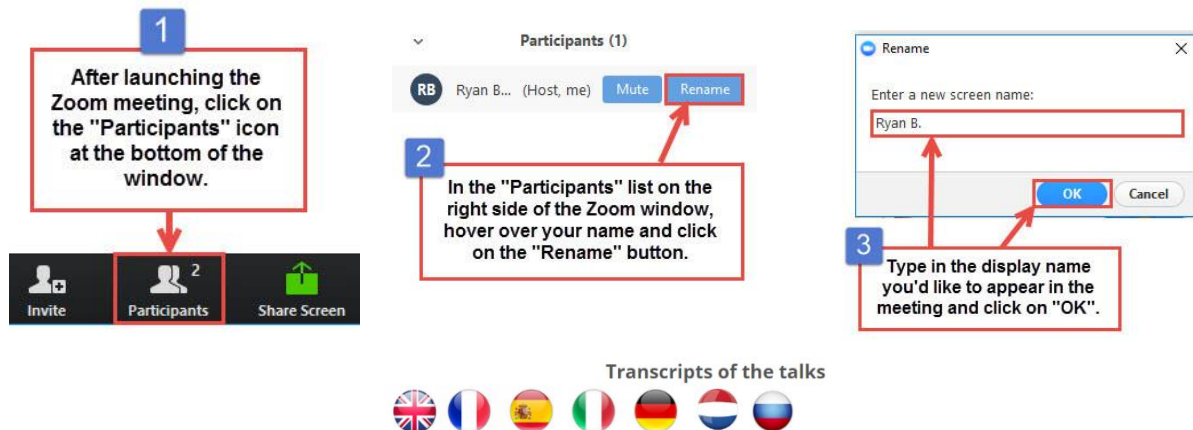 1
After launching the
Zoom meeting, click on
the "Participants" icon
at the bottom of the
window.
2
Invite
Participants
Share Screen
Participants (1)
RB Ryan B... (Host, me) Mute Rename
2
In the "Participants" list on the
right side of the Zoom window,
hover over your name and click
on the "Rename" button.
Rename
Enter a new screen name:
Ryan B.
OK Cancel
3
Type in the display name
you'd like to appear in the
meeting and click on "OK".
Transcripts of the talks